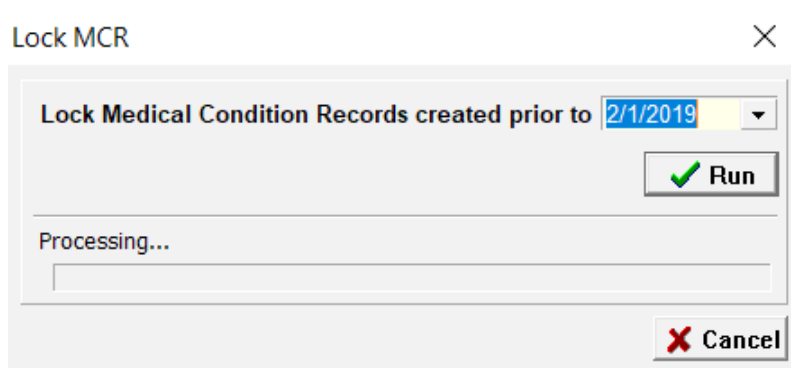 Lock MCR
Lock Medical Condition Records created prior to 2/1/2019
Run
Processing...
Cancel